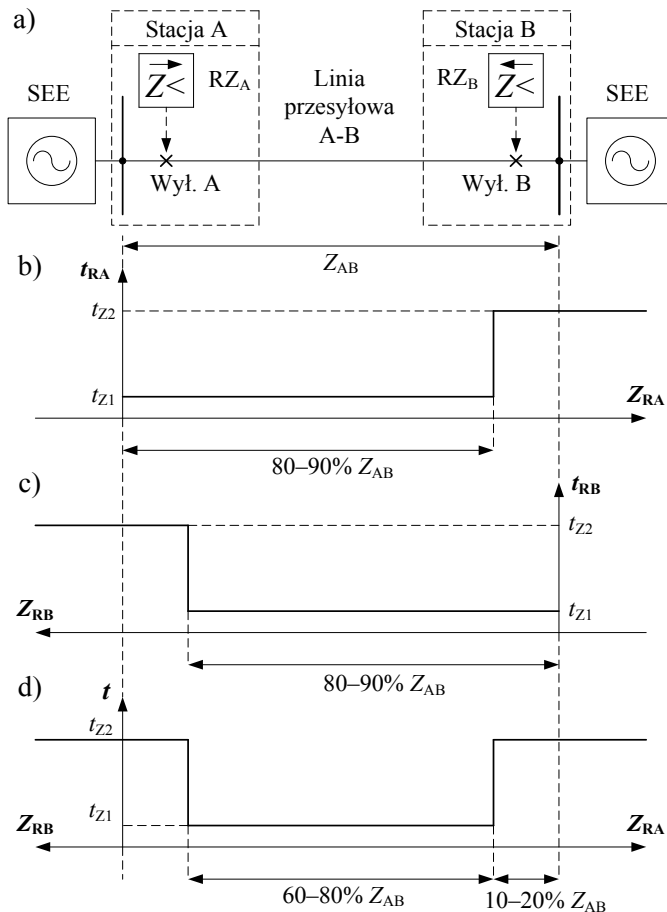 a)
Stacja A
Stacja B
Z<
RZA
RZB
Z<
SEE
Linia
przesyłowa
A-B
SEE
Wył. A
Wył. B
ZAB
b)
tRA
tZ2
tZ1
ZRA
80–90% ZAB
c)
tRB
tZ2
ZRB
tZ1
80–90% ZAB
d)
t
tZ2
tZ1
ZRB
ZRA
60–80% ZAB
10–20% ZAB